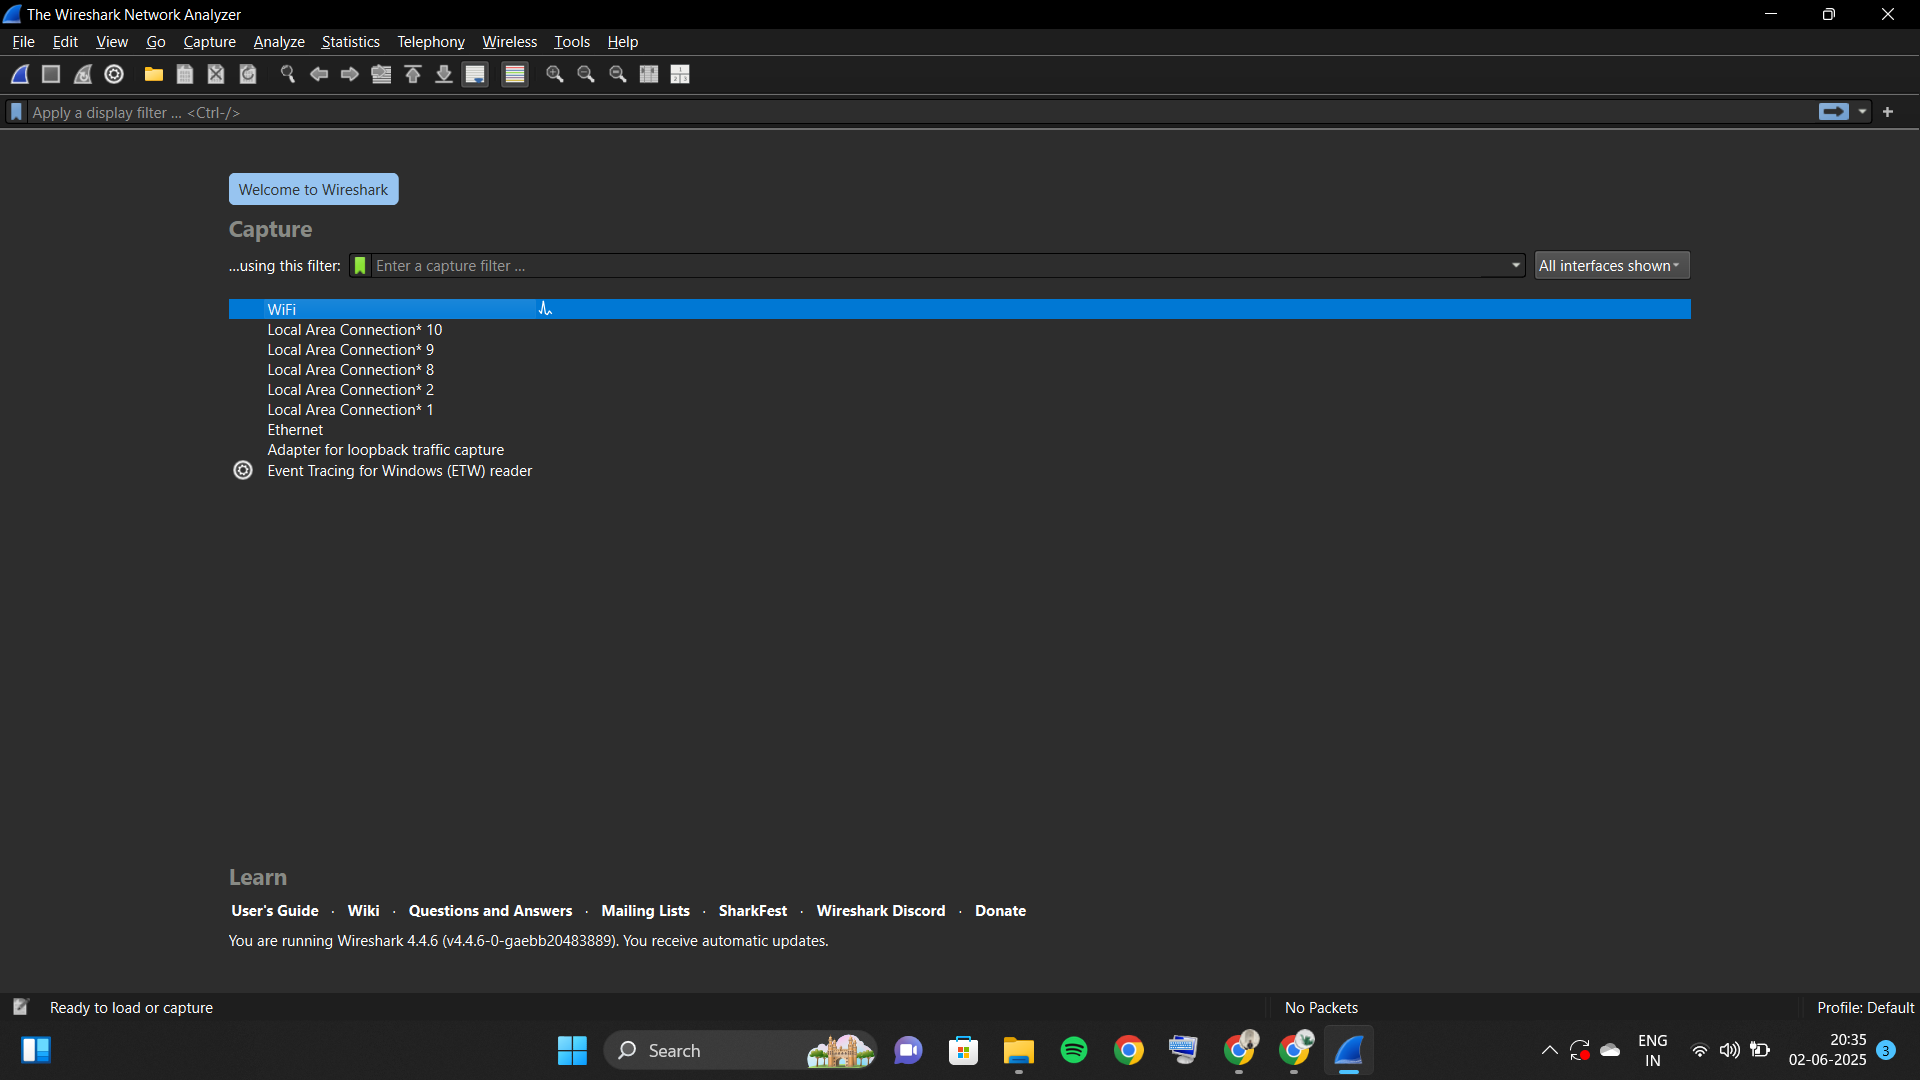 The Wireshark Network Analyzer
File Edit View Go Capture Analyze Statistics Telephony Wireless Tools Help
Apply a display filter ... <Ctrl-/>
Welcome to Wireshark
Capture
...using this filter: Enter a capture filter ... All interfaces shown
WiFi
Local Area Connection* 10
Local Area Connection* 9
Local Area Connection* 8
Local Area Connection* 2
Local Area Connection* 1
Ethernet
Adapter for loopback traffic capture
Event Tracing for Windows (ETW) reader
Learn
User's Guide · Wiki · Questions and Answers · Mailing Lists · SharkFest · Wireshark Discord · Donate
You are running Wireshark 4.4.6 (v4.4.6-0-gaebb20483889). You receive automatic updates.
Ready to load or capture No Packets Profile: Default
Search
ENG 20:35
IN 02-06-2025 3